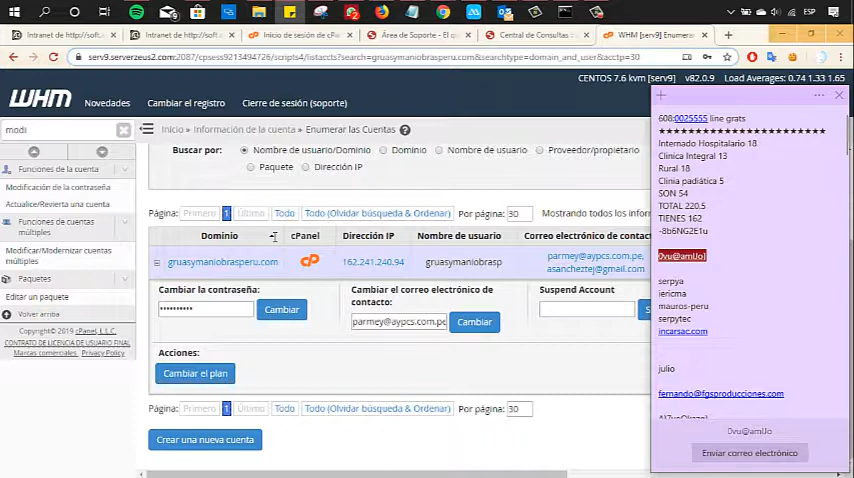 ESP
Intranet de http://soft.
Intranet de http://soft.
Inicio de sesión de cPa
Área de Soporte - El q
Central de Consultas
WHM [serv9] Enumera
serv9.serverzeus2.com:2087/cpsess9213494715/scripts4/listaccts?search=gruasymaniobrasperu.com&searchtype=domain_and_user&acctp=30
CENTOS 7.6 kvm [serv9] v82.0.9 Load Averages: 0.74 1.33 1.65
WHM Novedades Cambiar el registro Cierre de sesión (soporte)
modi
Inicio » Información de la cuenta » Enumerar las Cuentas
Funciones de la cuenta
Modificación de la contraseña
Actualice/Revierta una cuenta
Funciones de cuentas
múltiples
Modificar/Modernizar cuentas
múltiples
Paquetes
Editar un paquete
Volver arriba
Copyright© 2019 cPanel, L.L.C.
CONTRATO DE LICENCIA DE USUARIO FINAL
Marcas comerciales. Privacy Policy
Buscar por: Nombre de usuario/Dominio Dominio Nombre de usuario Proveedor/propietario
Paquete Dirección IP
Página: Primero 1 Último Todo Todo (Olvidar búsqueda & Ordenar) Por página: 30 Mostrando todos los infor
Dominio cPanel Dirección IP Nombre de usuario Correo electrónico de contac
gruasymaniobrasperu.com 162.241.240.94 gruasymaniobrasp parmey@aypcs.com.pe,
asancheztej@gmail.com
Cambiar la contraseña:
Cambiar
Cambiar el correo electrónico de
contacto:
parmey@aypcs.com.pe Cambiar
Suspend Account
S
Acciones:
Cambiar el plan
Página: Primero 1 Último Todo Todo (Olvidar búsqueda & Ordenar) Por página: 30
Crear una nueva cuenta
608:0025555 line grats
Internado Hospitalario 18
Clinica Integral 13
Rural 18
Clinia padiática 5
SON 54
TOTAL 220.5
TIENES 162
-8b6NG2E1u
serpya
iericma
mauros-peru
serpytec
incarsac.com
julio
fernando@fgsproducciones.com
Enviar correo electrónico